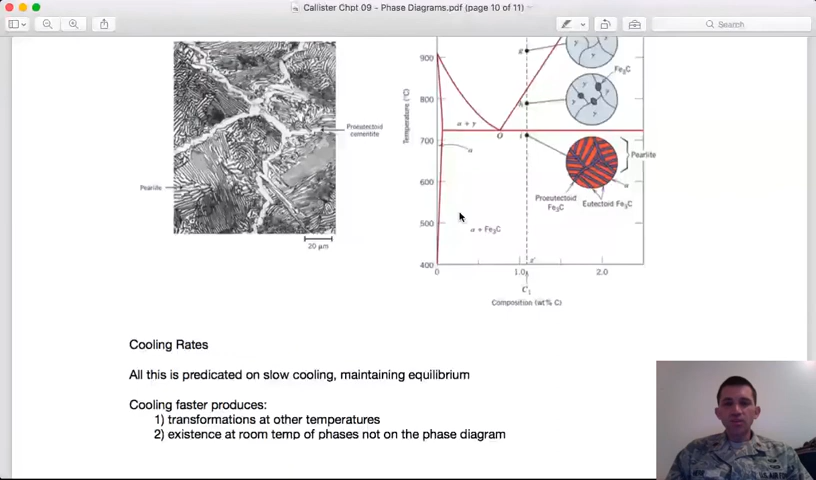 Callister Chpt 09 - Phase Diagrams.pdf (page 10 of 11)
Search
Proeutectoid
cementite
Pearlite
20 μm
Temperature (°C)
900
800
700
600
500
400
g
h
i
z'
O
γ
γ
γ
γ
γ
γ
Fe3C
α + γ
α
Pearlite
α
Proeutectoid
Fe3C
Eutectoid Fe3C
α + Fe3C
0
1.0
2.0
C1
Composition (wt% C)
Cooling Rates
All this is predicated on slow cooling, maintaining equilibrium
Cooling faster produces:
1) transformations at other temperatures
2) existence at room temp of phases not on the phase diagram